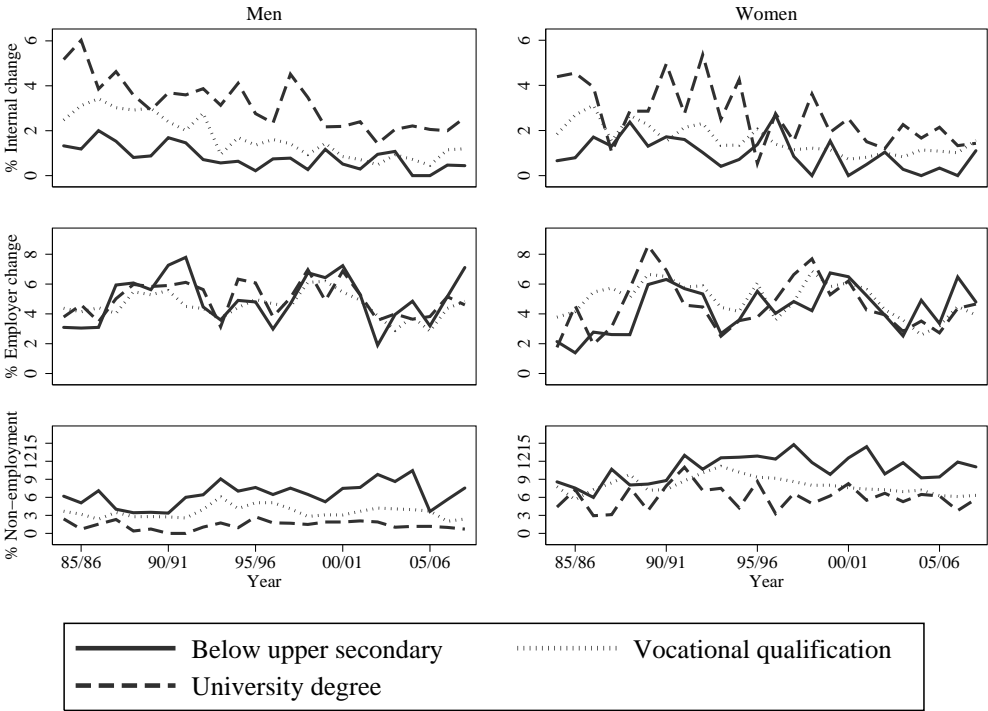 Men
Women
% Internal change
0 2 4 6
0 2 4 6
% Employer change
0 2 4 6 8
0 2 4 6 8
% Non−employment
0 3 6 9 1215
0 3 6 9 1215
85/86 90/91 95/96 00/01 05/06
Year
85/86 90/91 95/96 00/01 05/06
Year
Below upper secondary
Vocational qualification
University degree